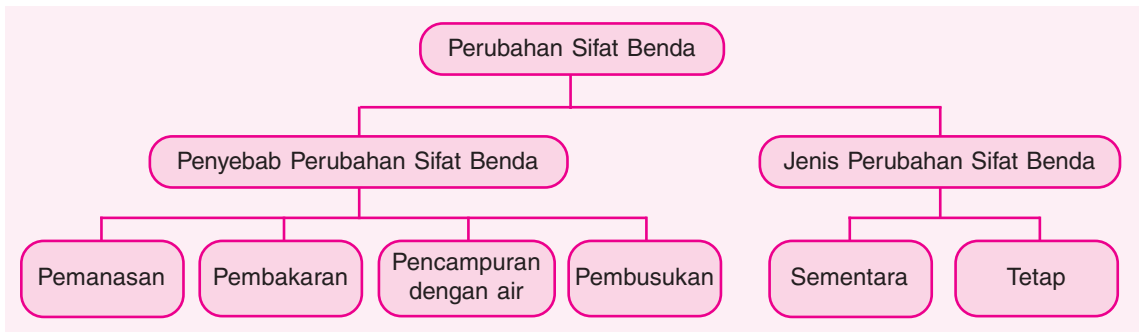 Perubahan Sifat Benda
Penyebab Perubahan Sifat Benda
Jenis Perubahan Sifat Benda
Pemanasan
Pembakaran
Pencampuran
dengan air
Pembusukan
Sementara
Tetap